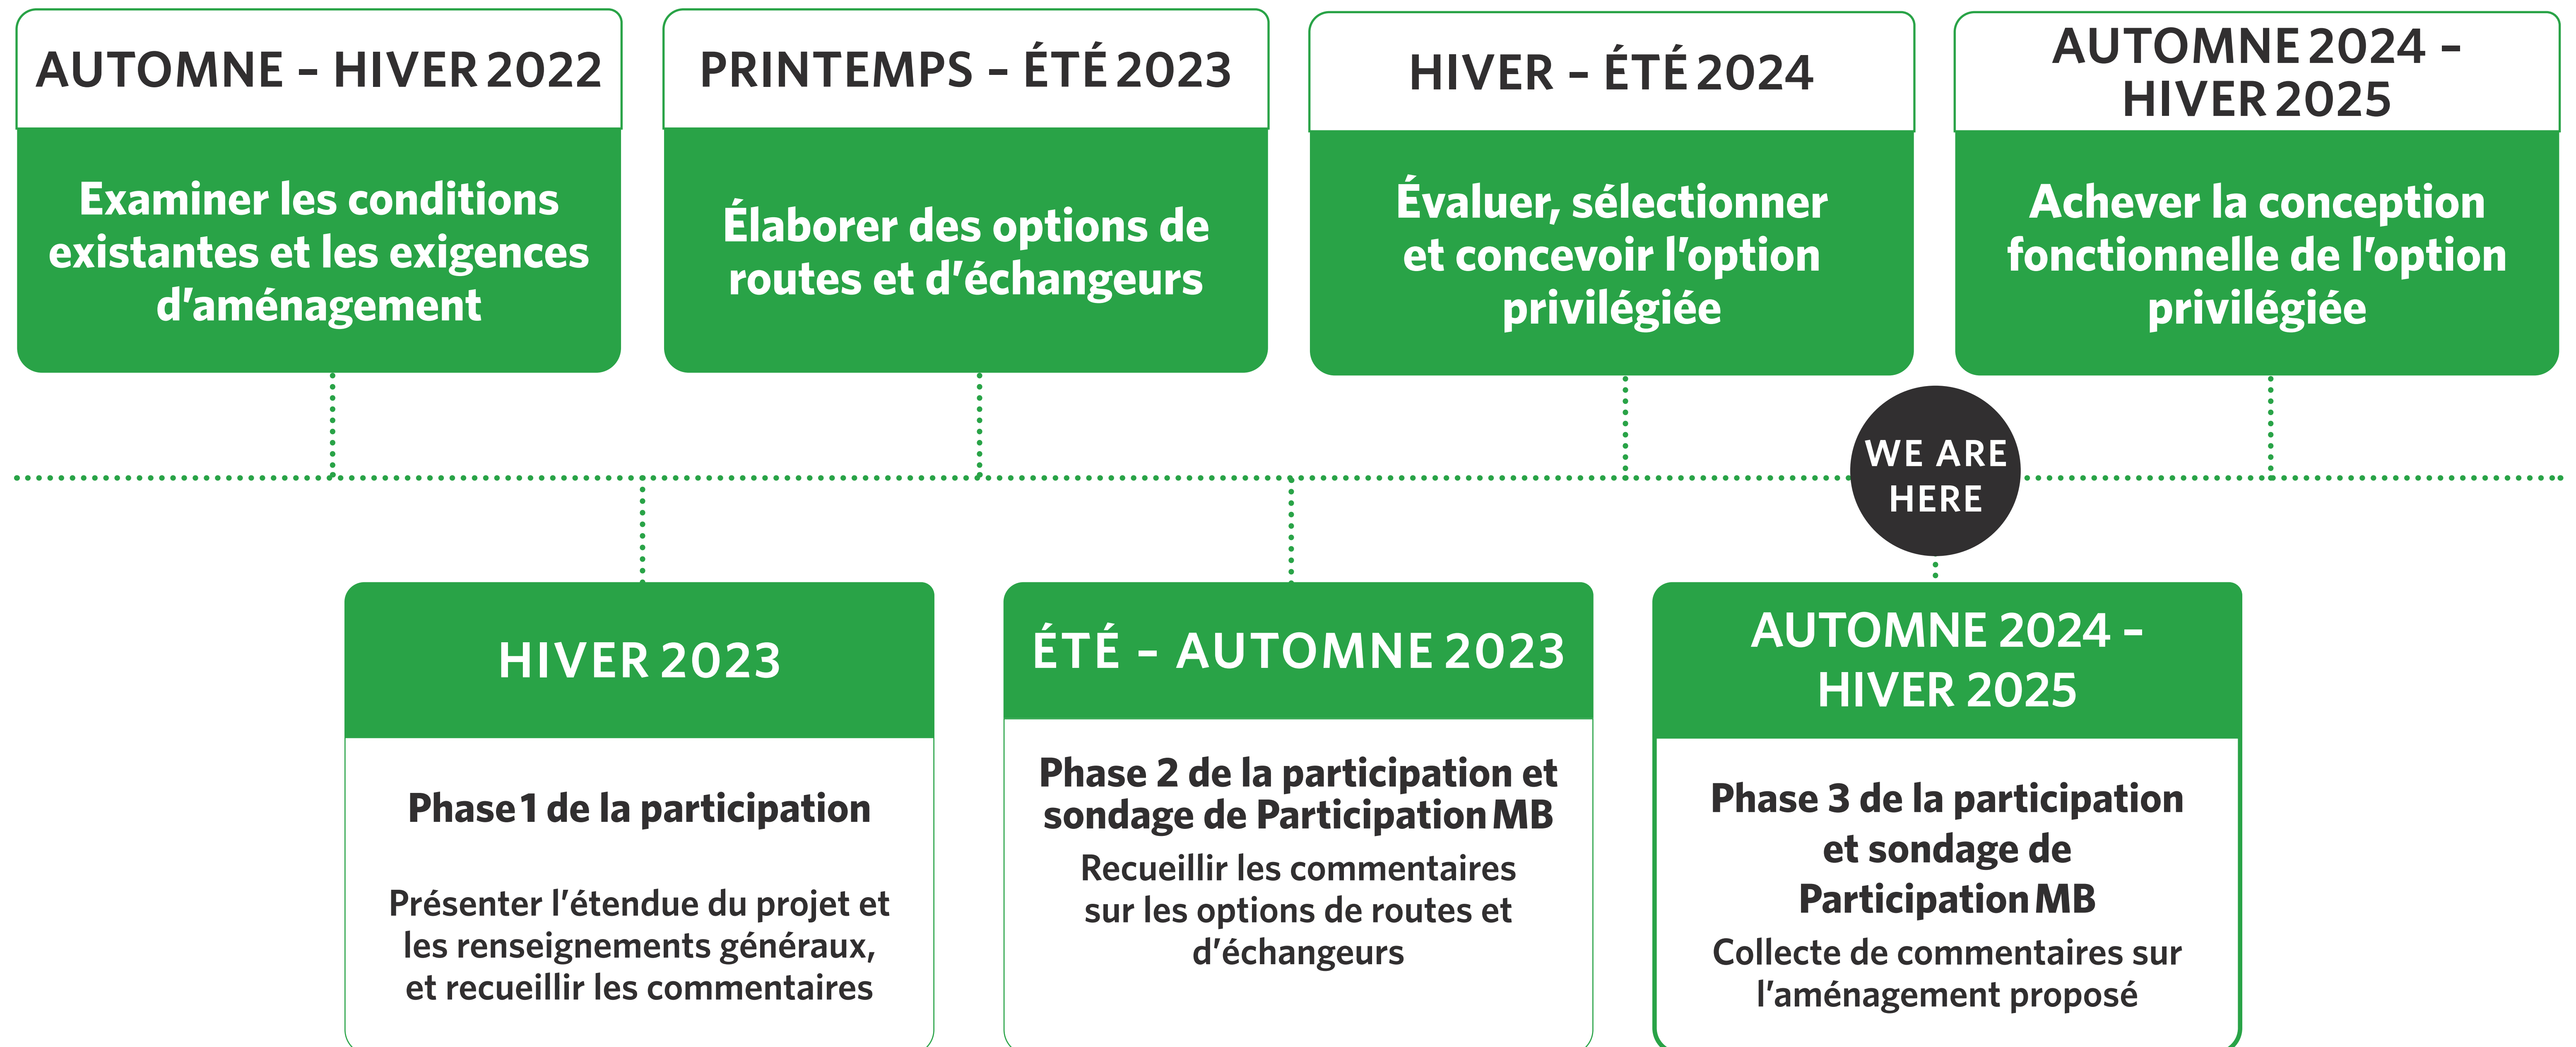 AUTOMNE – HIVER 2022
Examiner les conditions
existantes et les exigences
d’aménagement
PRINTEMPS – ÉTÉ 2023
Élaborer des options de
routes et d’échangeurs
HIVER – ÉTÉ 2024
Évaluer, sélectionner
et concevoir l’option
privilégiée
AUTOMNE 2024 –
HIVER 2025
Achever la conception
fonctionnelle de l’option
privilégiée
WE ARE
HERE
HIVER 2023
Phase 1 de la participation
Présenter l’étendue du projet et
les renseignements généraux,
et recueillir les commentaires
ÉTÉ – AUTOMNE 2023
Phase 2 de la participation et
sondage de Participation MB
Recueillir les commentaires
sur les options de routes et
d’échangeurs
AUTOMNE 2024 –
HIVER 2025
Phase 3 de la participation
et sondage de
Participation MB
Collecte de commentaires sur
l’aménagement proposé